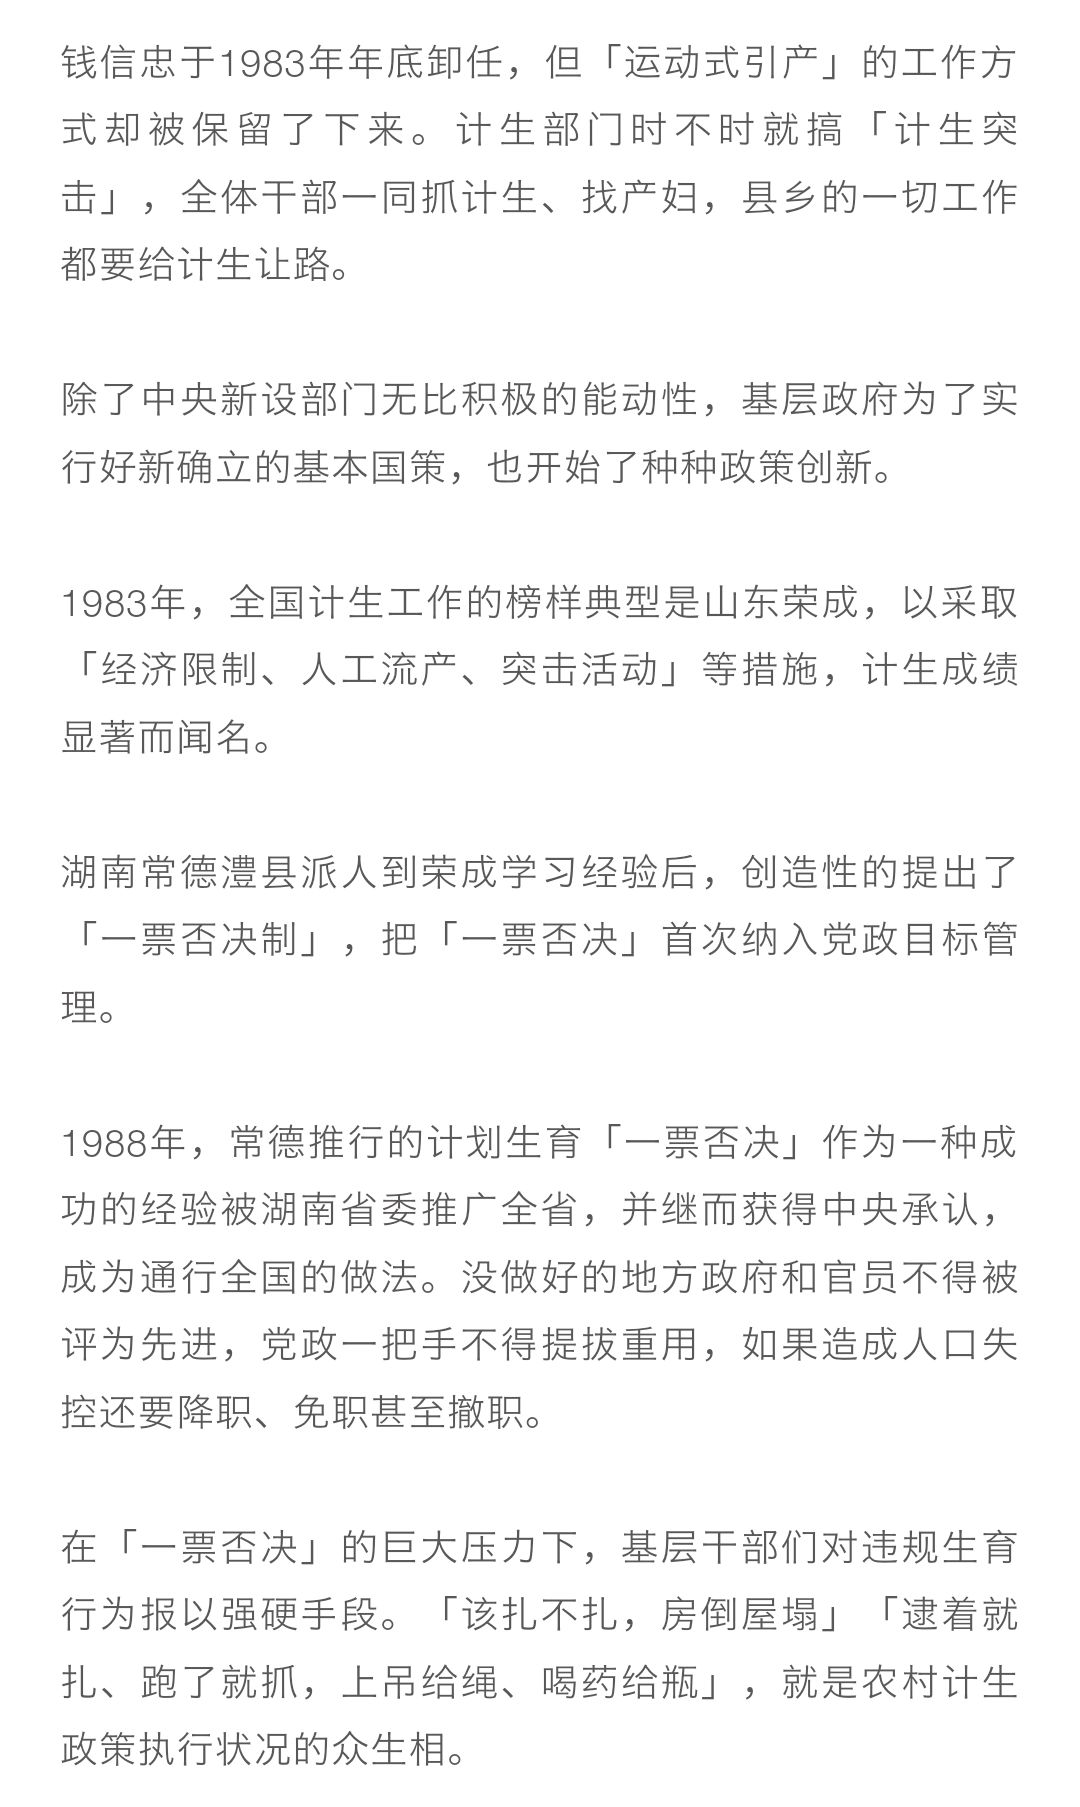 钱信忠于1983年年底卸任，但「运动式引产」的工作方
式却被保留了下来。计生部门时不时就搞「计生突
击」，全体干部一同抓计生、找产妇，县乡的一切工作
都要给计生让路。
除了中央新设部门无比积极的能动性，基层政府为了实
行好新确立的基本国策，也开始了种种政策创新。
1983年，全国计生工作的榜样典型是山东荣成，以采取
「经济限制、人工流产、突击活动」等措施，计生成绩
显著而闻名。
湖南常德澧县派人到荣成学习经验后，创造性的提出了
「一票否决制」，把「一票否决」首次纳入党政目标管
理。
1988年，常德推行的计划生育「一票否决」作为一种成
功的经验被湖南省委推广全省，并继而获得中央承认，
成为通行全国的做法。没做好的地方政府和官员不得被
评为先进，党政一把手不得提拔重用，如果造成人口失
控还要降职、免职甚至撤职。
在「一票否决」的巨大压力下，基层干部们对违规生育
行为报以强硬手段。「该扎不扎，房倒屋塌」「逮着就
扎、跑了就抓，上吊给绳、喝药给瓶」，就是农村计生
政策执行状况的众生相。